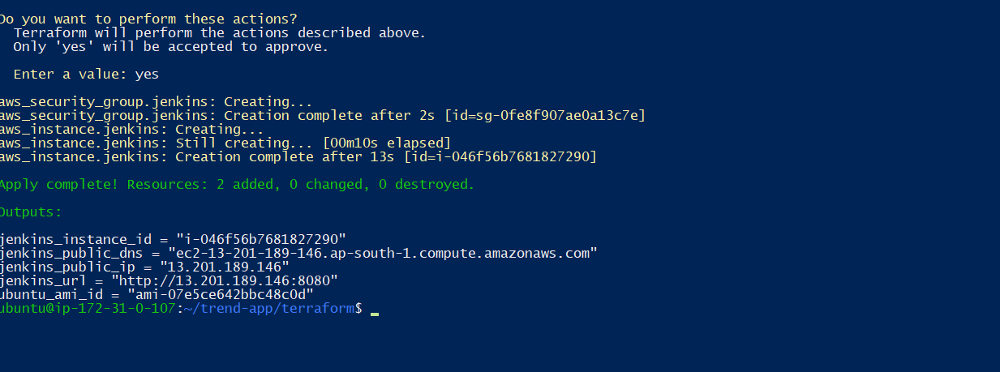 Do you want to perform these actions?
Terraform will perform the actions described above.
Only 'yes' will be accepted to approve.
Enter a value: yes
aws_security_group.jenkins: Creating...
aws_security_group.jenkins: Creation complete after 2s [id=sg-0fe8f907ae0a13c7e]
aws_instance.jenkins: Creating...
aws_instance.jenkins: Still creating... [00m10s elapsed]
aws_instance.jenkins: Creation complete after 13s [id=i-046f56b7681827290]
Apply complete! Resources: 2 added, 0 changed, 0 destroyed.
Outputs:
jenkins_instance_id = "i-046f56b7681827290"
jenkins_public_dns = "ec2-13-201-189-146.ap-south-1.compute.amazonaws.com"
jenkins_public_ip = "13.201.189.146"
jenkins_url = "http://13.201.189.146:8080"
ubuntu_ami_id = "ami-07e5ce642bbc48c0d"
ubuntu@ip-172-31-0-107:~/trend-app/terraform$